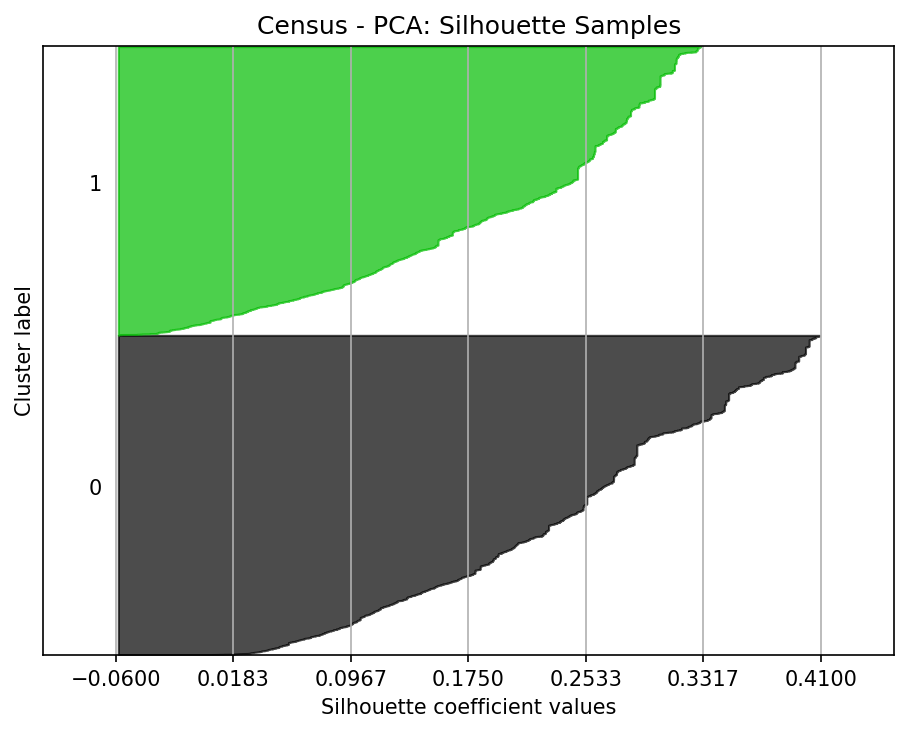 Census - PCA: Silhouette Samples
Cluster label
1
0
−0.0600 0.0183 0.0967 0.1750 0.2533 0.3317 0.4100
Silhouette coefficient values